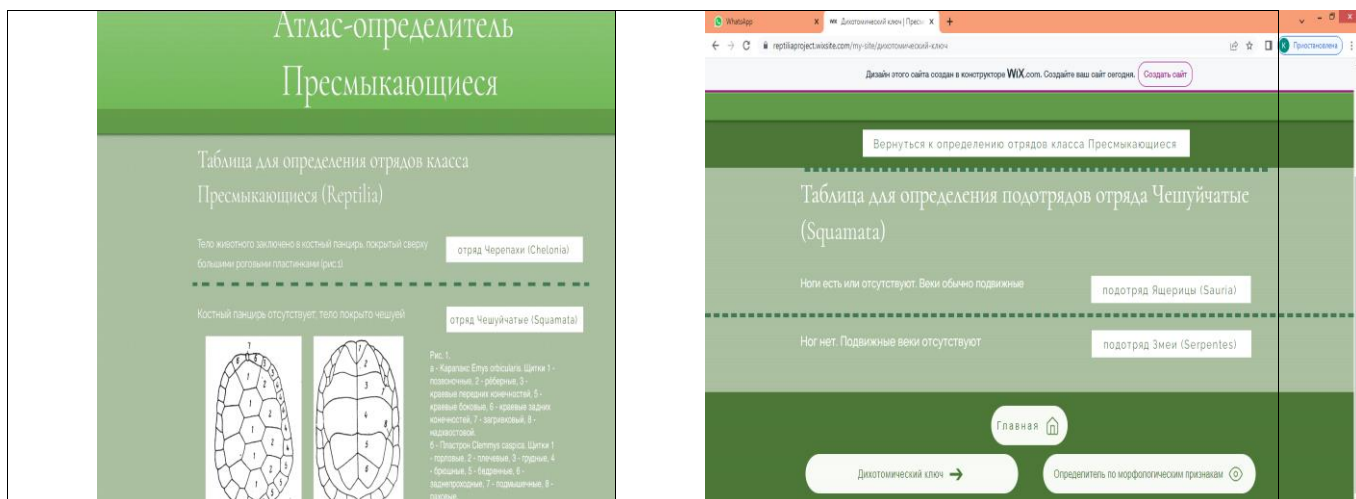 Атлас-определитель
Пресмыкающиеся
Таблица для определения отрядов класса
Пресмыкающиеся (Reptilia)
Тело животного заключено в костный панцирь, покрытый сверху
большими роговыми пластинками (рис.1)
отряд Черепахи (Chelonia)
Костный панцирь отсутствует, тело покрыто чешуей
отряд Чешуйчатые (Squamata)
Рис. 1.
а - Карапакс Emys orbicularis. Щитки 1 -
позвоночные, 2 - рёберные, 3 -
краевые передних конечностей, 5 -
краевые боковые, 6 - краевые задних
конечностей, 7 - загривковый, 8 -
надхвостовой.
б - Пластрон Clemmys caspica. Щитки 1
- горловые, 2 - плечевые, 3 - грудные, 4
- брюшные, 5 - бедренные, 6 -
заднепроходные, 7 - подмышечные, 8 -
паховые
WhatsApp
Дихотомический ключ | Пресм
reptiliaproject.wixsite.com/my-site/дихотомический-ключ
К Приостановлена
Дизайн этого сайта создан в конструкторе WiX.com. Создайте ваш сайт сегодня.
Создать сайт
Вернуться к определению отрядов класса Пресмыкающиеся
Таблица для определения подотрядов отряда Чешуйчатые
(Squamata)
Ноги есть или отсутствуют. Веки обычно подвижные
подотряд Ящерицы (Sauria)
Ног нет. Подвижные веки отсутствуют
подотряд Змеи (Serpentes)
Главная
Дихотомический ключ
Определитель по морфологическим признакам